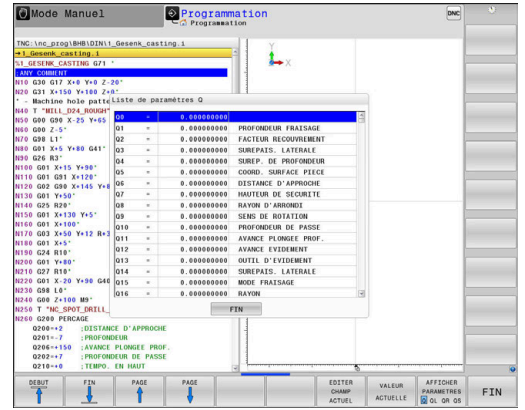 Mode Manuel
Programmation
Programmation
DNC
TNC:\nc_prog\BHB\DIN\1_Gesenk_casting.i
→1_Gesenk_casting.i
%1_GESENK_CASTING G71 *
;ANY COMMENT
N10 G30 G17 X+0 Y+0 Z-20*
N20 G31 X+150 Y+100 Z+0*
* - Machine hole patte
N40 T "MILL_D24_ROUGH"
N50 G00 G90 X-25 Y+65
N60 G00 Z-5*
N70 G98 L1*
N80 G01 X+5 Y+80 G41*
N90 G26 R3*
N100 G01 X+15 Y+90*
N110 G01 G91 X+120*
N120 G02 G90 X+145 Y+8
N130 G01 Y+50*
N140 G25 R20*
N150 G01 X+130 Y+5*
N160 G01 X+100*
N170 G03 X+50 Y+12 R+3
N180 G01 X+5*
N190 G24 R10*
N200 G01 Y+80*
N210 G27 R10*
N220 G01 X-20 Y+90 G40
N230 G98 L0*
N240 G00 Z+100 M9*
N250 T "NC_SPOT_DRILL_
N260 G200 PERCAGE
Q200=+2 ;DISTANCE D'APPROCHE
Q201=-7 ;PROFONDEUR
Q206=+150 ;AVANCE PLONGEE PROF.
Q202=+7 ;PROFONDEUR DE PASSE
Q210=+0 ;TEMPO. EN HAUT
Y
X
Liste de paramètres Q
Q0 = 0.000000000
Q1 = 0.000000000 PROFONDEUR FRAISAGE
Q2 = 0.000000000 FACTEUR RECOUVREMENT
Q3 = 0.000000000 SUREPAIS. LATERALE
Q4 = 0.000000000 SUREP. DE PROFONDEUR
Q5 = 0.000000000 COORD. SURFACE PIECE
Q6 = 0.000000000 DISTANCE D'APPROCHE
Q7 = 0.000000000 HAUTEUR DE SECURITE
Q8 = 0.000000000 RAYON D'ARRONDI
Q9 = 0.000000000 SENS DE ROTATION
Q10 = 0.000000000 PROFONDEUR DE PASSE
Q11 = 0.000000000 AVANCE PLONGEE PROF.
Q12 = 0.000000000 AVANCE EVIDEMENT
Q13 = 0.000000000 OUTIL D'EVIDEMENT
Q14 = 0.000000000 SUREPAIS. LATERALE
Q15 = 0.000000000 MODE FRAISAGE
Q16 = 0.000000000 RAYON
FIN
DEBUT
FIN
PAGE
PAGE
EDITER CHAMP ACTUEL
VALEUR ACTUELLE
AFFICHER PARAMETRES
Q QL QR QS
FIN